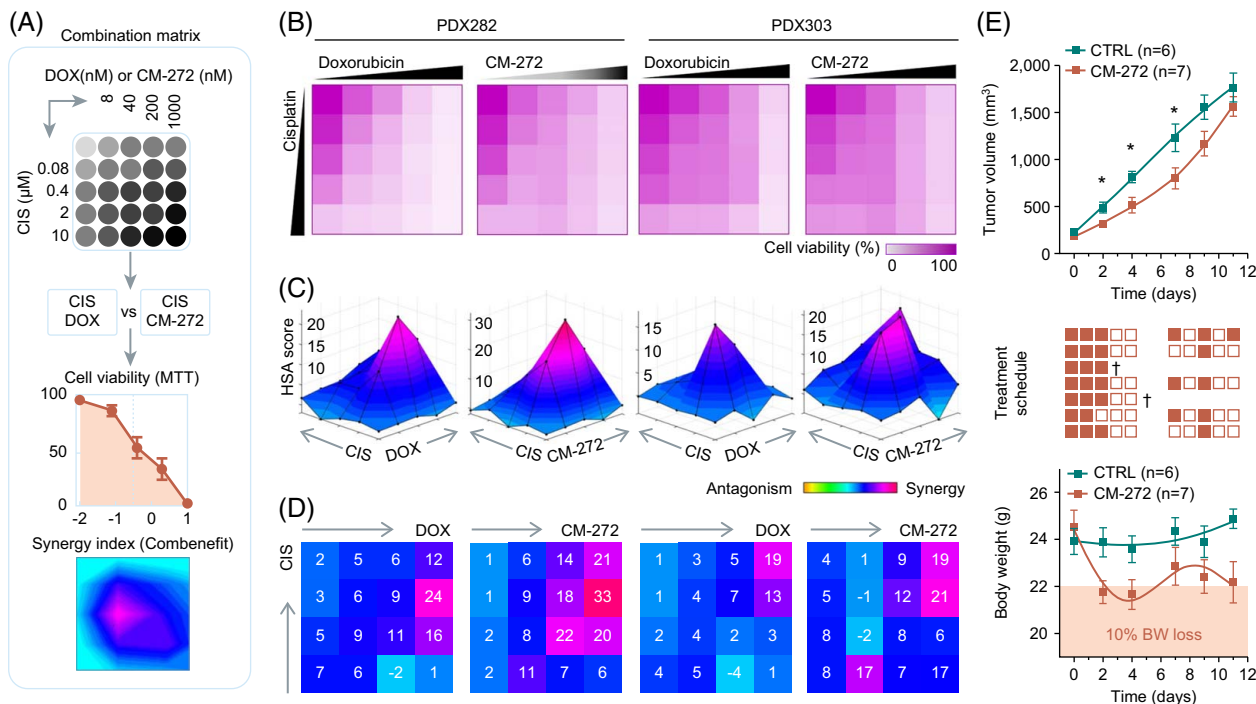 (A)
Combination matrix
DOX(nM) or CM-272 (nM)
8 40 200 1000
CIS (µM)
0.08
0.4
2
10
CIS
DOX
vs
CIS
CM-272
Cell viability (MTT)
100
50
0
-2 -1 0 1
Synergy index (Combenefit)
(B)
PDX282 PDX303
Doxorubicin CM-272 Doxorubicin CM-272
Cisplatin
Cell viability (%)
0 100
(C)
HSA score
20
15
10
5
CIS DOX
30
20
10
CIS CM-272
15
10
5
CIS DOX
20
15
10
5
CIS CM-272
Antagonism Synergy
(D)
CIS
DOX
2 5 6 12
3 6 9 24
5 9 11 16
7 6 -2 1
CM-272
1 6 14 21
1 9 18 33
2 8 22 20
2 11 7 6
DOX
1 3 5 19
1 4 7 13
2 4 2 3
4 5 -4 1
CM-272
4 1 9 19
5 -1 12 21
8 -2 8 6
8 17 7 17
(E)
CTRL (n=6)
CM-272 (n=7)
Tumor volume (mm³)
2,000
1,500
1,000
500
0
* * *
0 2 4 6 8 10 12
Time (days)
Treatment
schedule
†
†
CTRL (n=6)
CM-272 (n=7)
Body weight (g)
26
24
22
20
10% BW loss
0 2 4 6 8 10 12
Time (days)